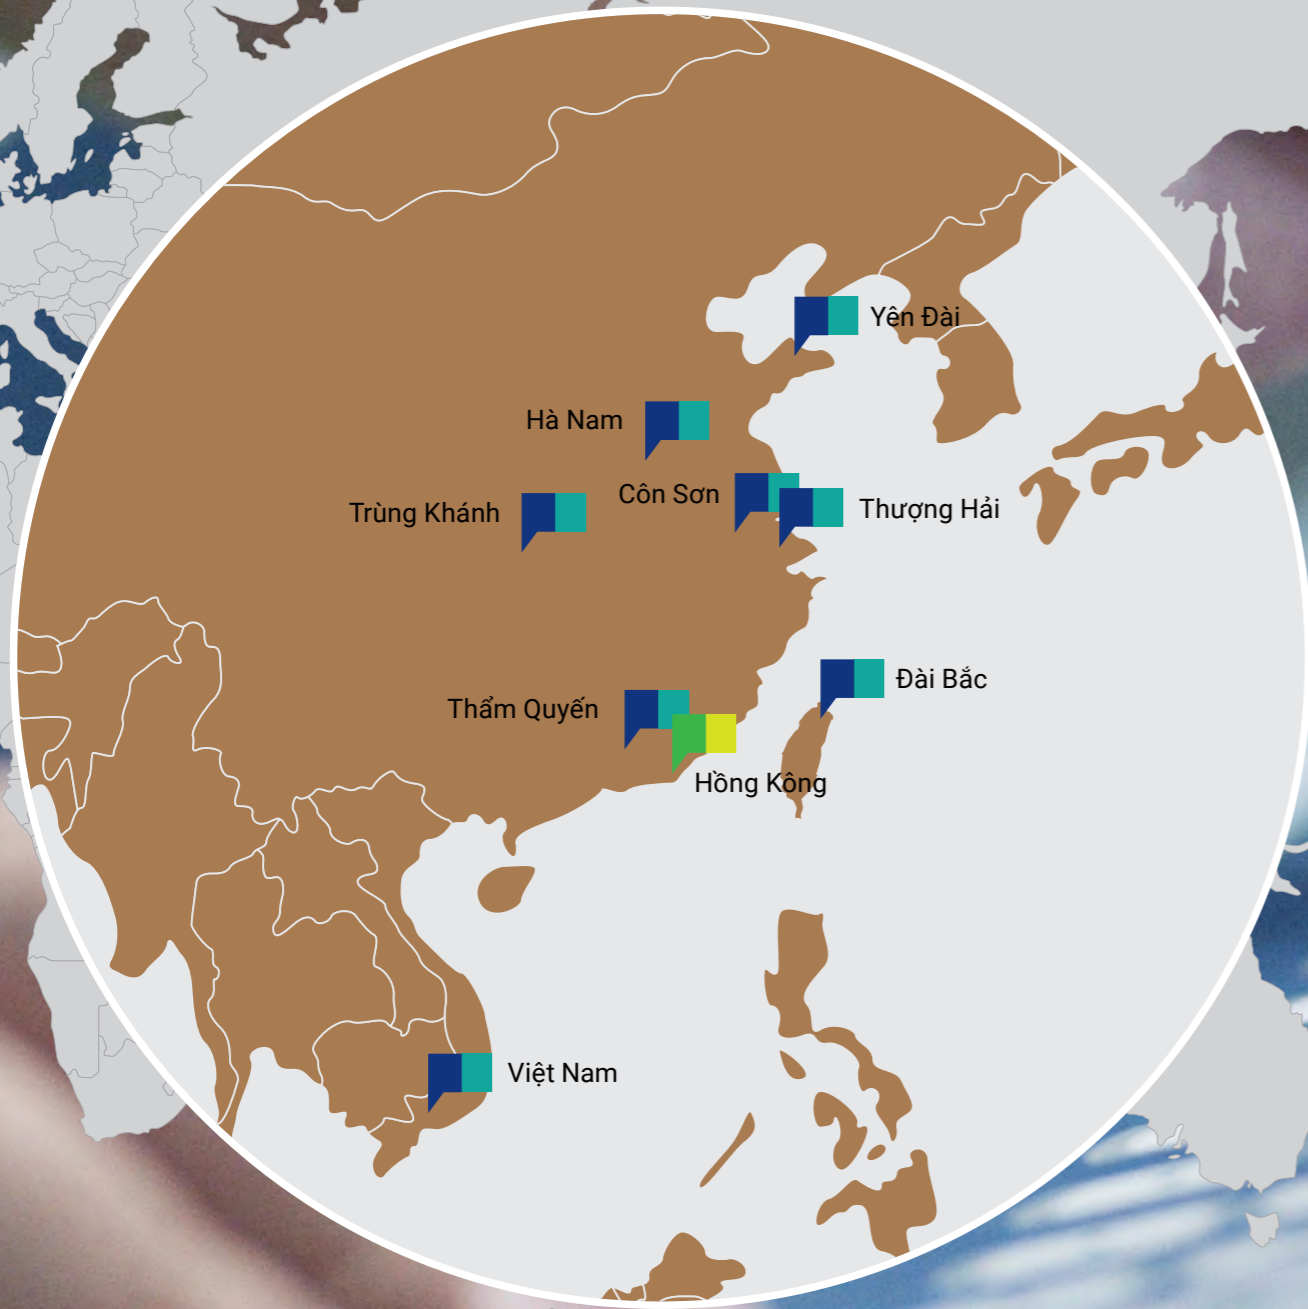 Yên Đài
Hà Nam
Côn Sơn
Trùng Khánh
Thượng Hải
Đài Bắc
Thẩm Quyến
Hồng Kông
Việt Nam